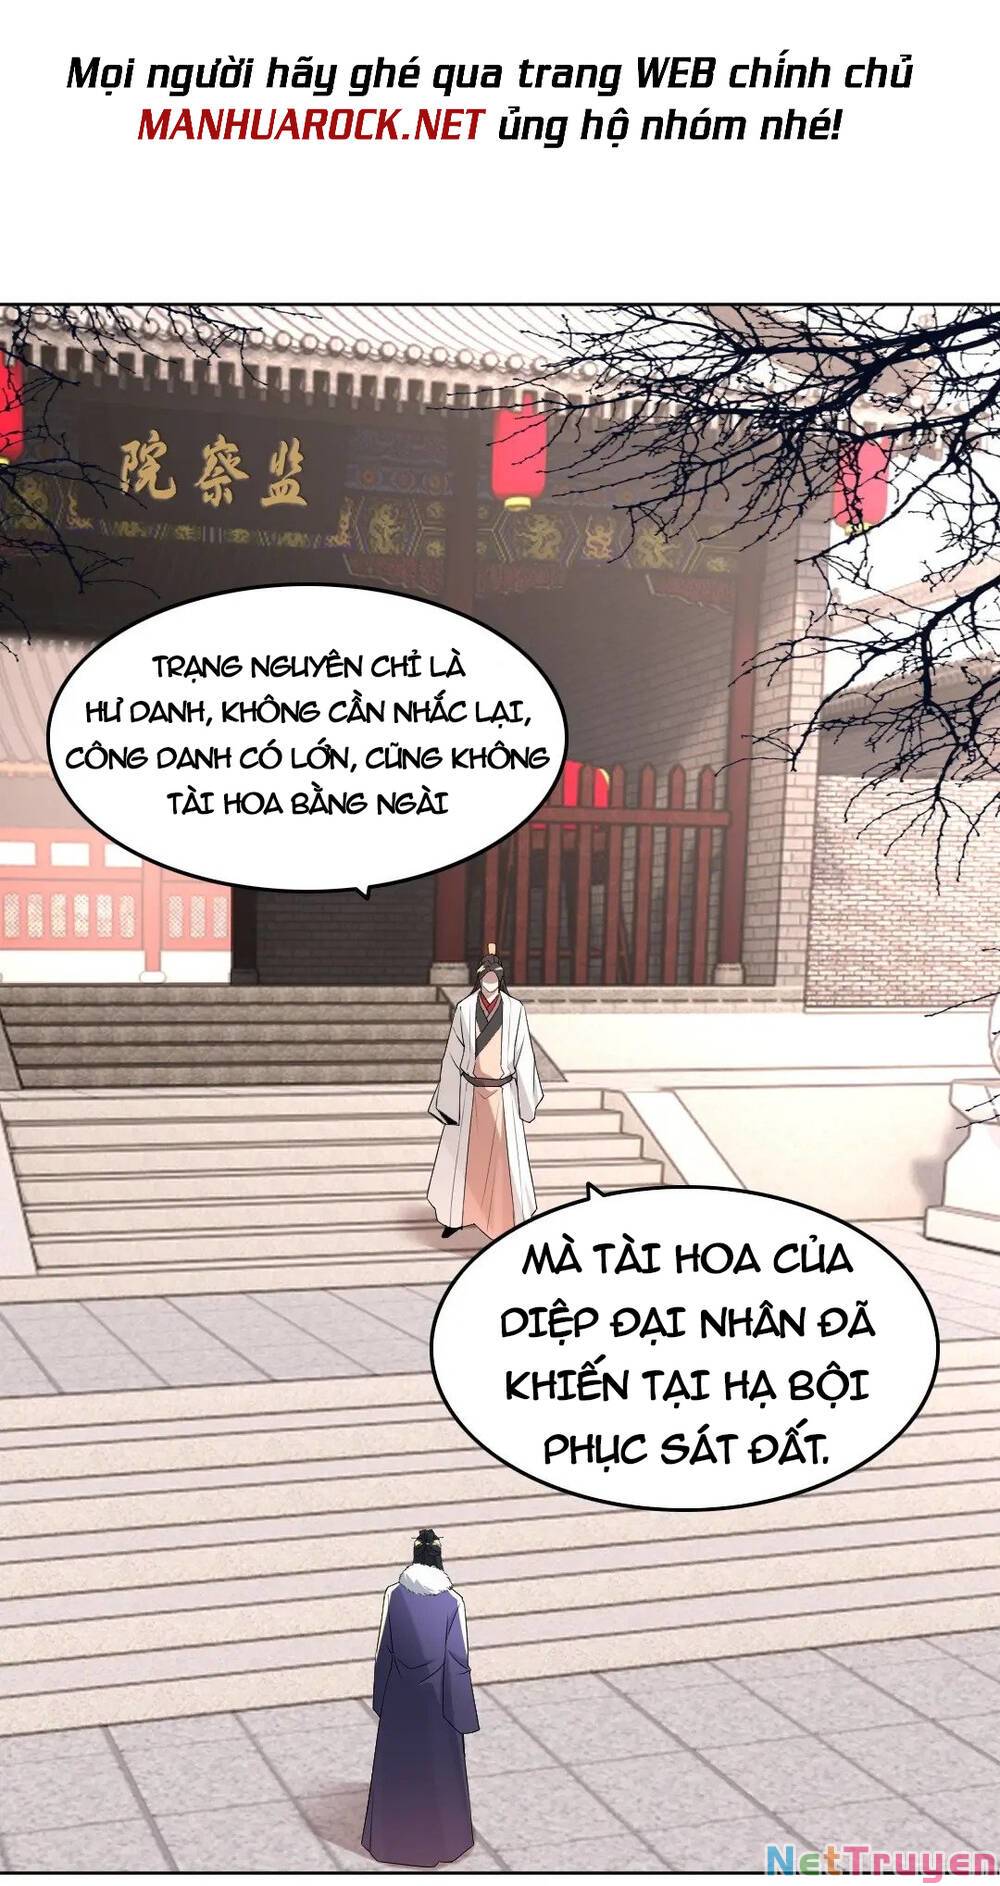 Mọi người hãy ghé qua trang WEB chính chủ
MANHUAROCK.NET ủng hộ nhóm nhé!
监察院
TRẠNG NGUYÊN CHỈ LÀ
HƯ DANH, KHÔNG CẦN NHẮC LẠI,
CÔNG DANH CÓ LỚN, CŨNG KHÔNG
TÀI HOA BẰNG NGÀI
MÀ TÀI HOA CỦA
DIỆP ĐẠI NHÂN ĐÃ
KHIẾN TẠI HẠ BỘI
PHỤC SÁT ĐẤT.
NetTruyen